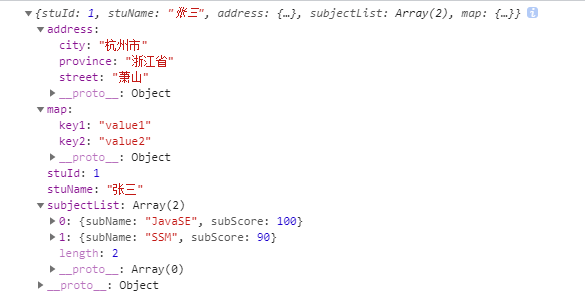 {stuId: 1, stuName: "张三", address: {…}, subjectList: Array(2), map: {…}} i
address:
city: "杭州市"
province: "浙江省"
street: "萧山"
__proto__: Object
map:
key1: "value1"
key2: "value2"
__proto__: Object
stuId: 1
stuName: "张三"
subjectList: Array(2)
0: {subName: "JavaSE", subScore: 100}
1: {subName: "SSM", subScore: 90}
length: 2
__proto__: Array(0)
__proto__: Object